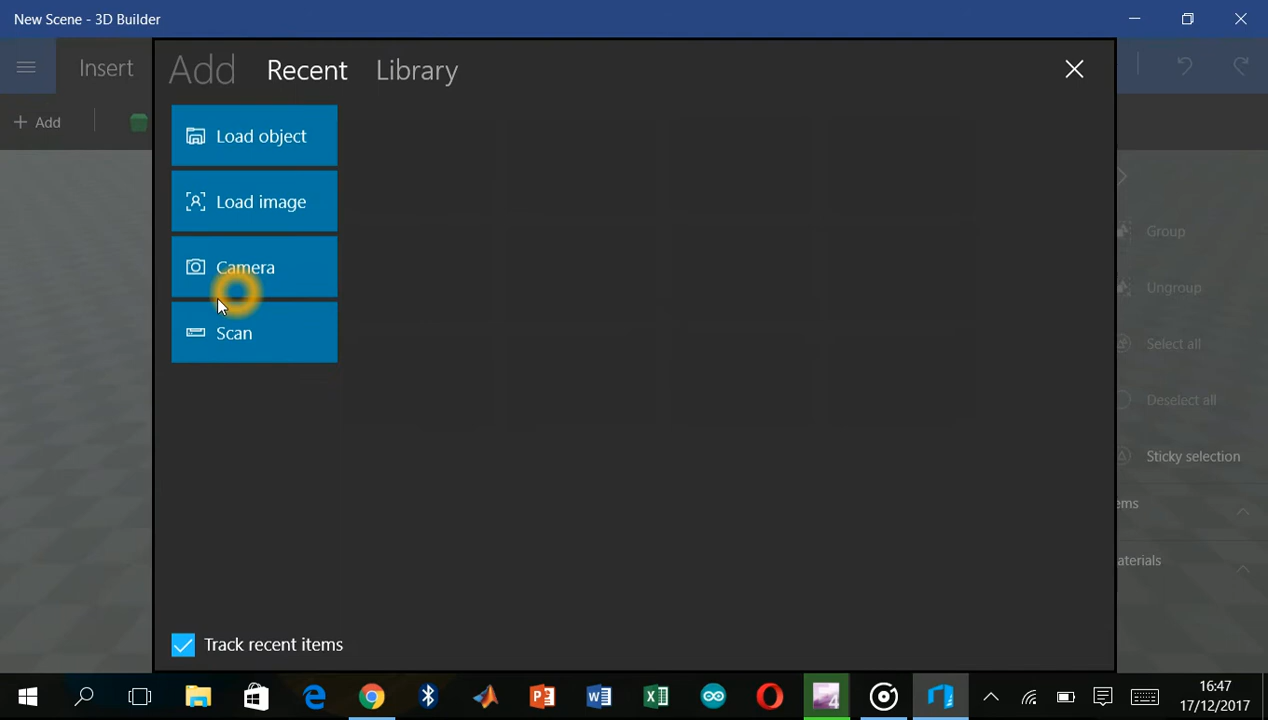 New Scene - 3D Builder
Insert
Add Recent Library
Add
Load object
Load image
Camera
Scan
Group
Ungroup
Select all
Deselect all
Sticky selection
ems
aterials
Track recent items
16:47
17/12/2017